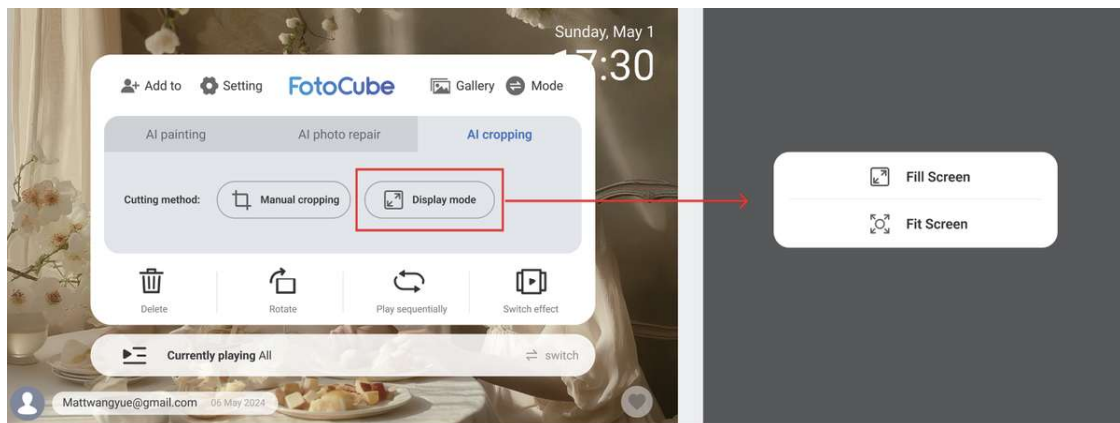 Sunday, May 1
17:30
Add to
Setting
FotoCube
Gallery
Mode
AI painting
AI photo repair
AI cropping
Cutting method:
Manual cropping
Display mode
Fill Screen
Fit Screen
Delete
Rotate
Play sequentially
Switch effect
Currently playing All
switch
Mattwangyue@gmail.com 06 May 2024